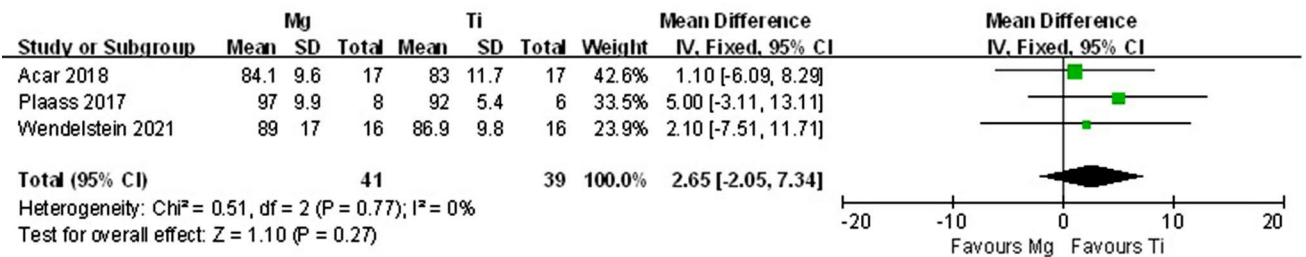 Mg Ti Mean Difference Mean Difference
Study or Subgroup Mean SD Total Mean SD Total Weight IV, Fixed, 95% CI IV, Fixed, 95% CI
Acar 2018 84.1 9.6 17 83 11.7 17 42.6% 1.10 [-6.09, 8.29]
Plaass 2017 97 9.9 8 92 5.4 6 33.5% 5.00 [-3.11, 13.11]
Wendelstein 2021 89 17 16 86.9 9.8 16 23.9% 2.10 [-7.51, 11.71]
Total (95% CI) 41 39 100.0% 2.65 [-2.05, 7.34]
Heterogeneity: Chi² = 0.51, df = 2 (P = 0.77); I² = 0%
Test for overall effect: Z = 1.10 (P = 0.27)
-20 -10 0 10 20
Favours Mg Favours Ti